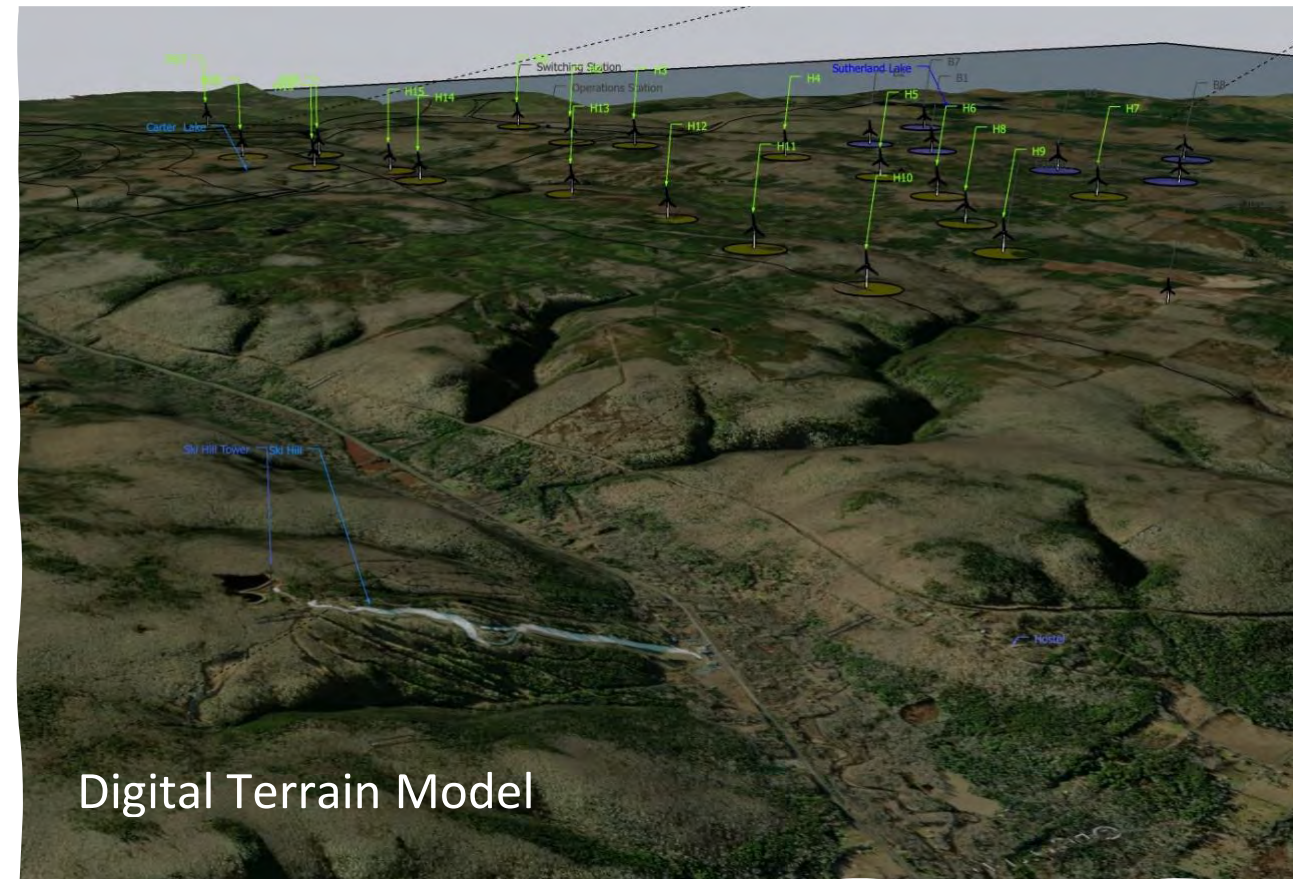 Switching Station
H3
Sutherland Lake
B7
B1
H4
B8
Operations Station
H15
H14
H13
H5
H6
H7
Carter Lake
H12
H8
H11
H9
H10
Ski Hill Tower
Ski Hill
Hostel
Digital Terrain Model